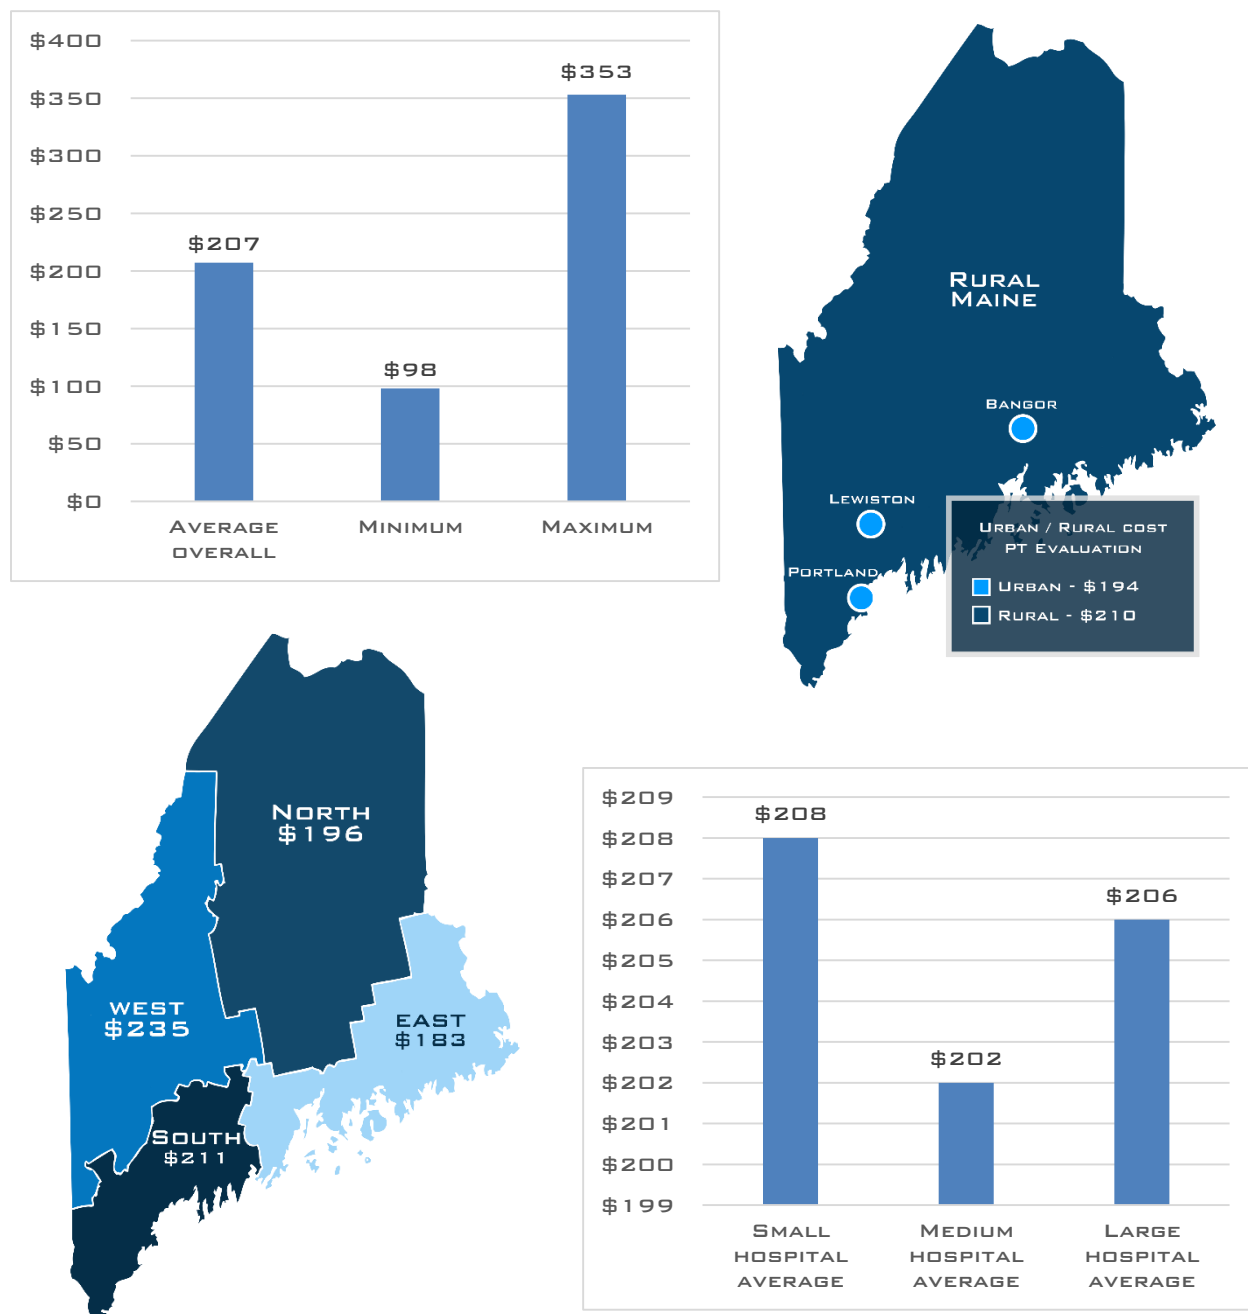 $400
$350
$300
$250
$200
$150
$100
$50
$0
$207
$98
$353
AVERAGE
OVERALL
MINIMUM
MAXIMUM
RURAL
MAINE
BANGOR
LEWISTON
PORTLAND
URBAN / RURAL COST
PT EVALUATION
URBAN - $194
RURAL - $210
NORTH
$196
WEST
$235
EAST
$183
SOUTH
$211
$209
$208
$207
$206
$205
$204
$203
$202
$201
$200
$199
$208
$202
$206
SMALL
HOSPITAL
AVERAGE
MEDIUM
HOSPITAL
AVERAGE
LARGE
HOSPITAL
AVERAGE